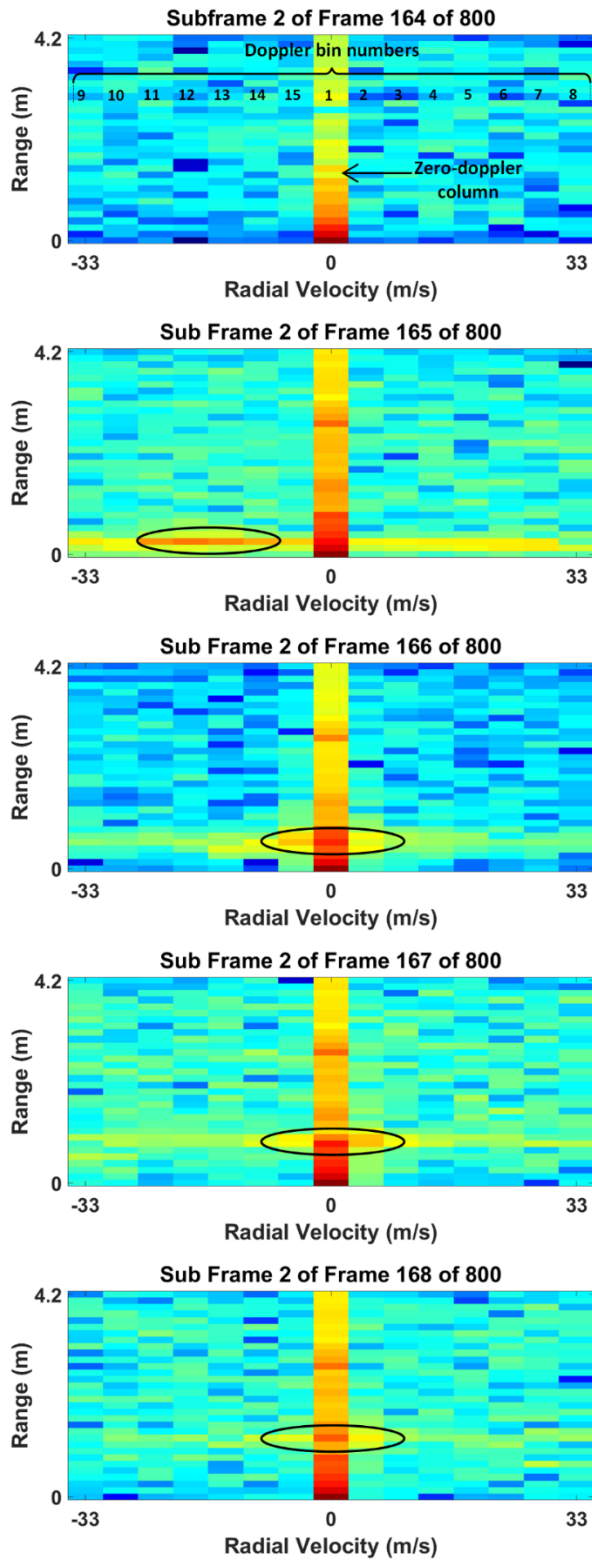 Subframe 2 of Frame 164 of 800
4.2
Doppler bin numbers
9 10 11 12 13 14 15 1 2 3 4 5 6 7 8
Range (m)
Zero-doppler
column
0
-33 0 33
Radial Velocity (m/s)
Sub Frame 2 of Frame 165 of 800
4.2
Range (m)
0
-33 0 33
Radial Velocity (m/s)
Sub Frame 2 of Frame 166 of 800
4.2
Range (m)
0
-33 0 33
Radial Velocity (m/s)
Sub Frame 2 of Frame 167 of 800
4.2
Range (m)
0
-33 0 33
Radial Velocity (m/s)
Sub Frame 2 of Frame 168 of 800
4.2
Range (m)
0
-33 0 33
Radial Velocity (m/s)